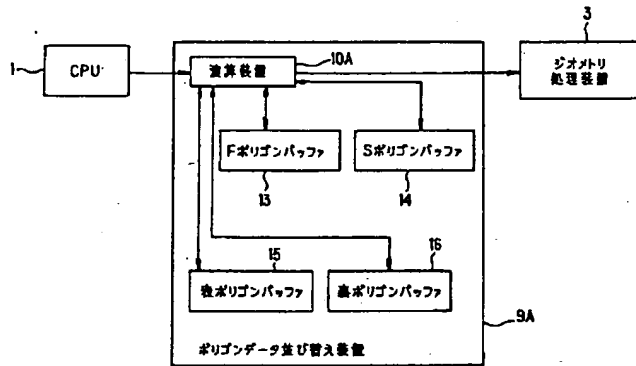 3
10A
1
CPU
演算装置
ジオメトリ
処理装置
Fポリゴンバッファ
Sポリゴンバッファ
13
14
15
16
表ポリゴンバッファ
裏ポリゴンバッファ
9A
ポリゴンデータ並び替え装置